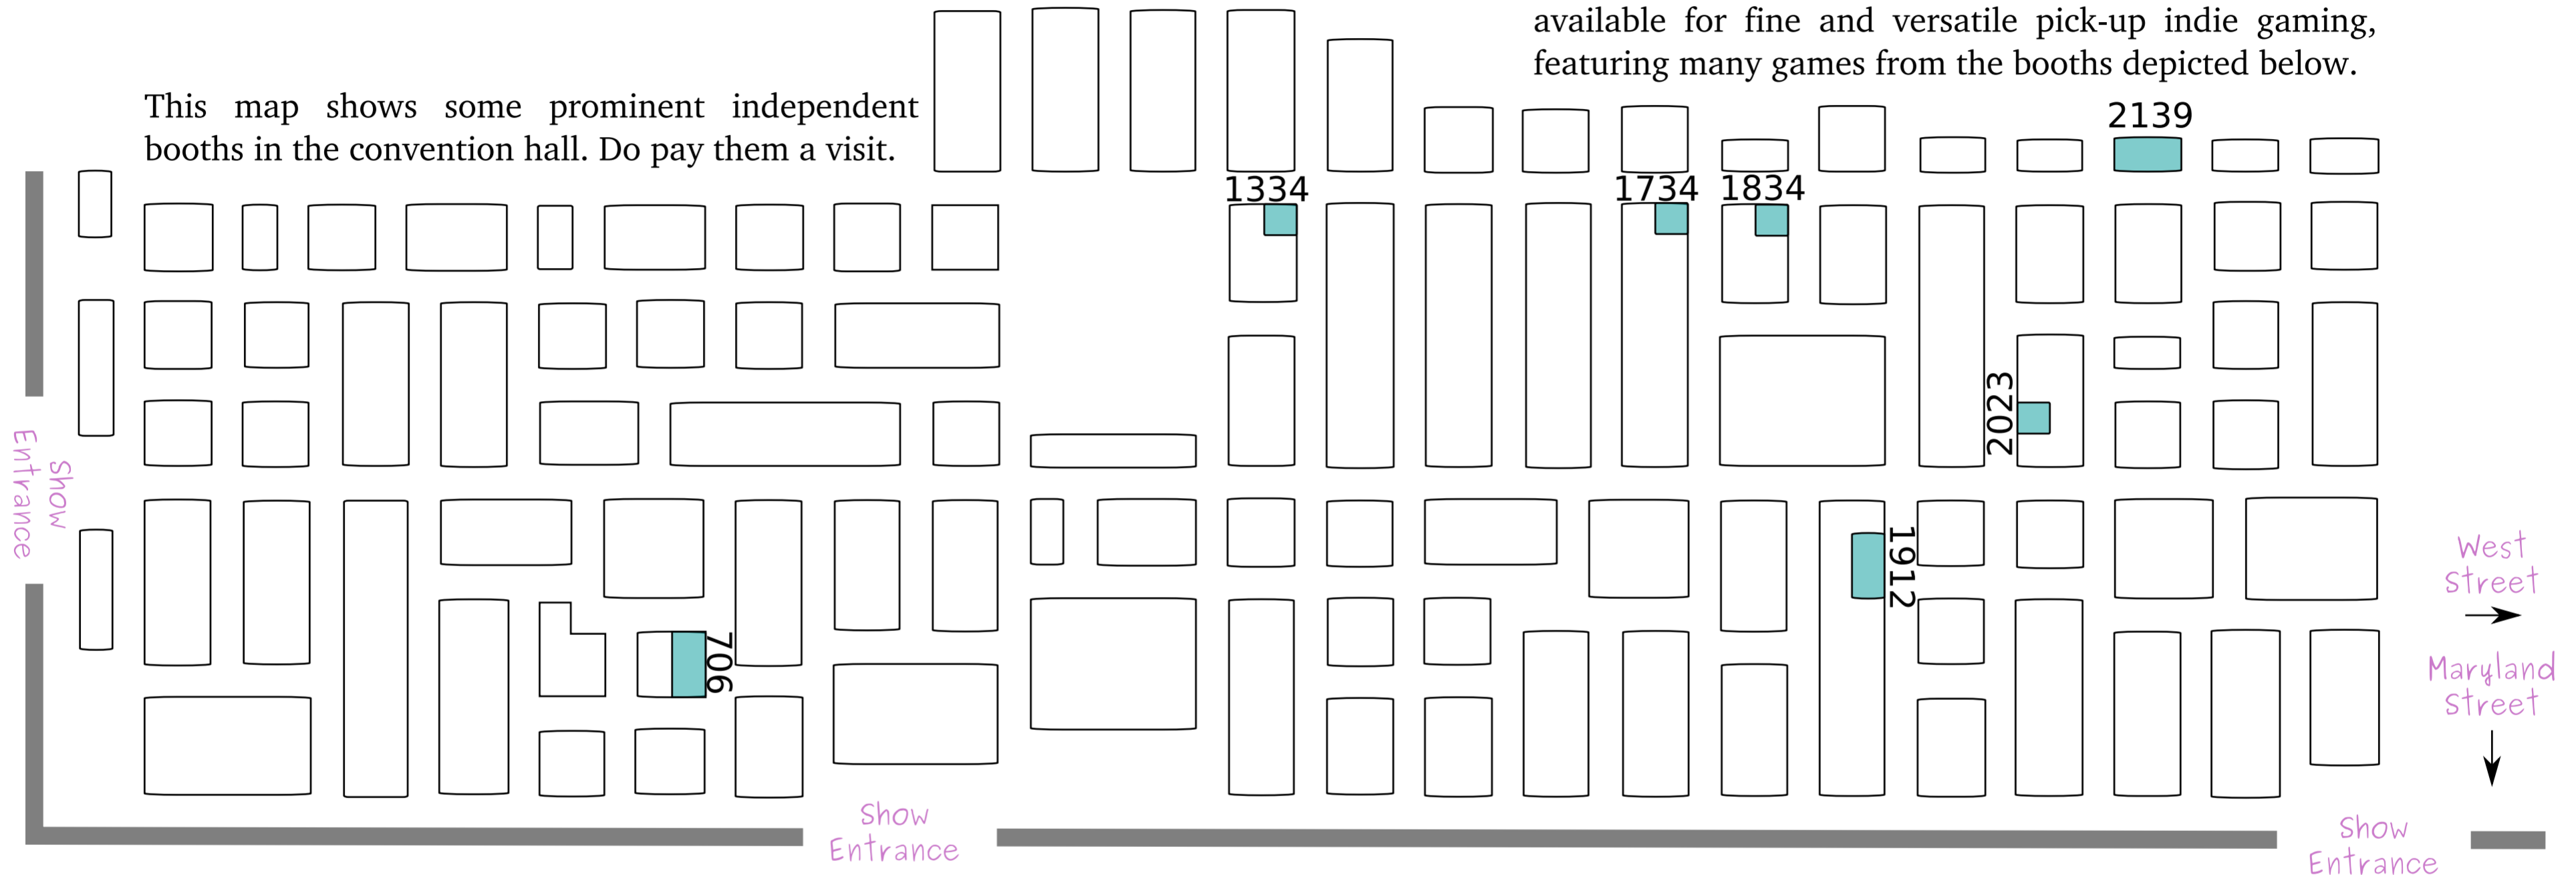 available for fine and versatile pick-up indie gaming,
featuring many games from the booths depicted below.
This map shows some prominent independent
booths in the convention hall. Do pay them a visit.
2139
1334
1734
1834
2023
Show
Entrance
1912
West
Street
706
Maryland
Street
Show
Entrance
Show
Entrance